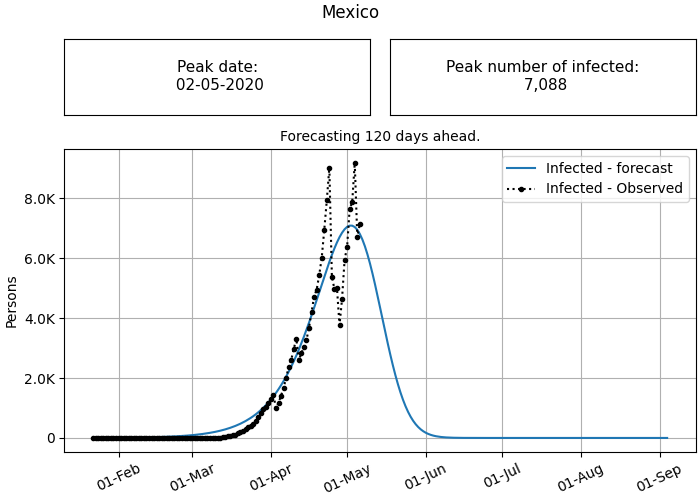 Mexico
Peak date:
02-05-2020
Peak number of infected:
7,088
Forecasting 120 days ahead.
Infected - forecast
Infected - Observed
8.0K
6.0K
4.0K
2.0K
0
Persons
01-Feb
01-Mar
01-Apr
01-May
01-Jun
01-Jul
01-Aug
01-Sep